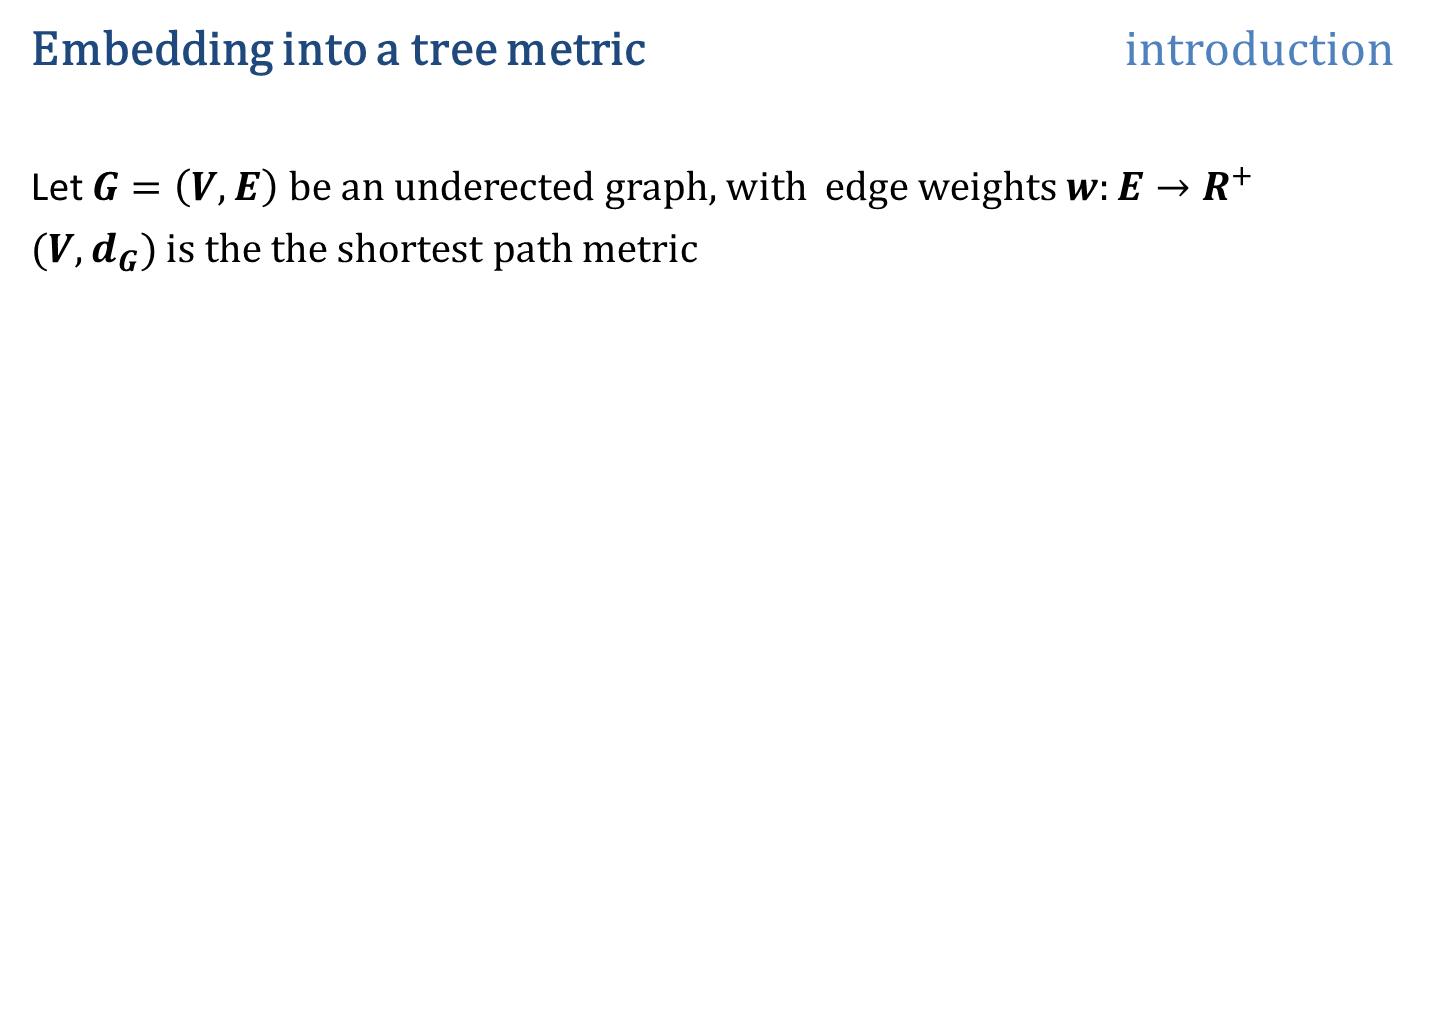 Embedding into a tree metric introduction
Let G = (V, E) be an underected graph, with edge weights w: E → R⁺
(V, d_G) is the the shortest path metric